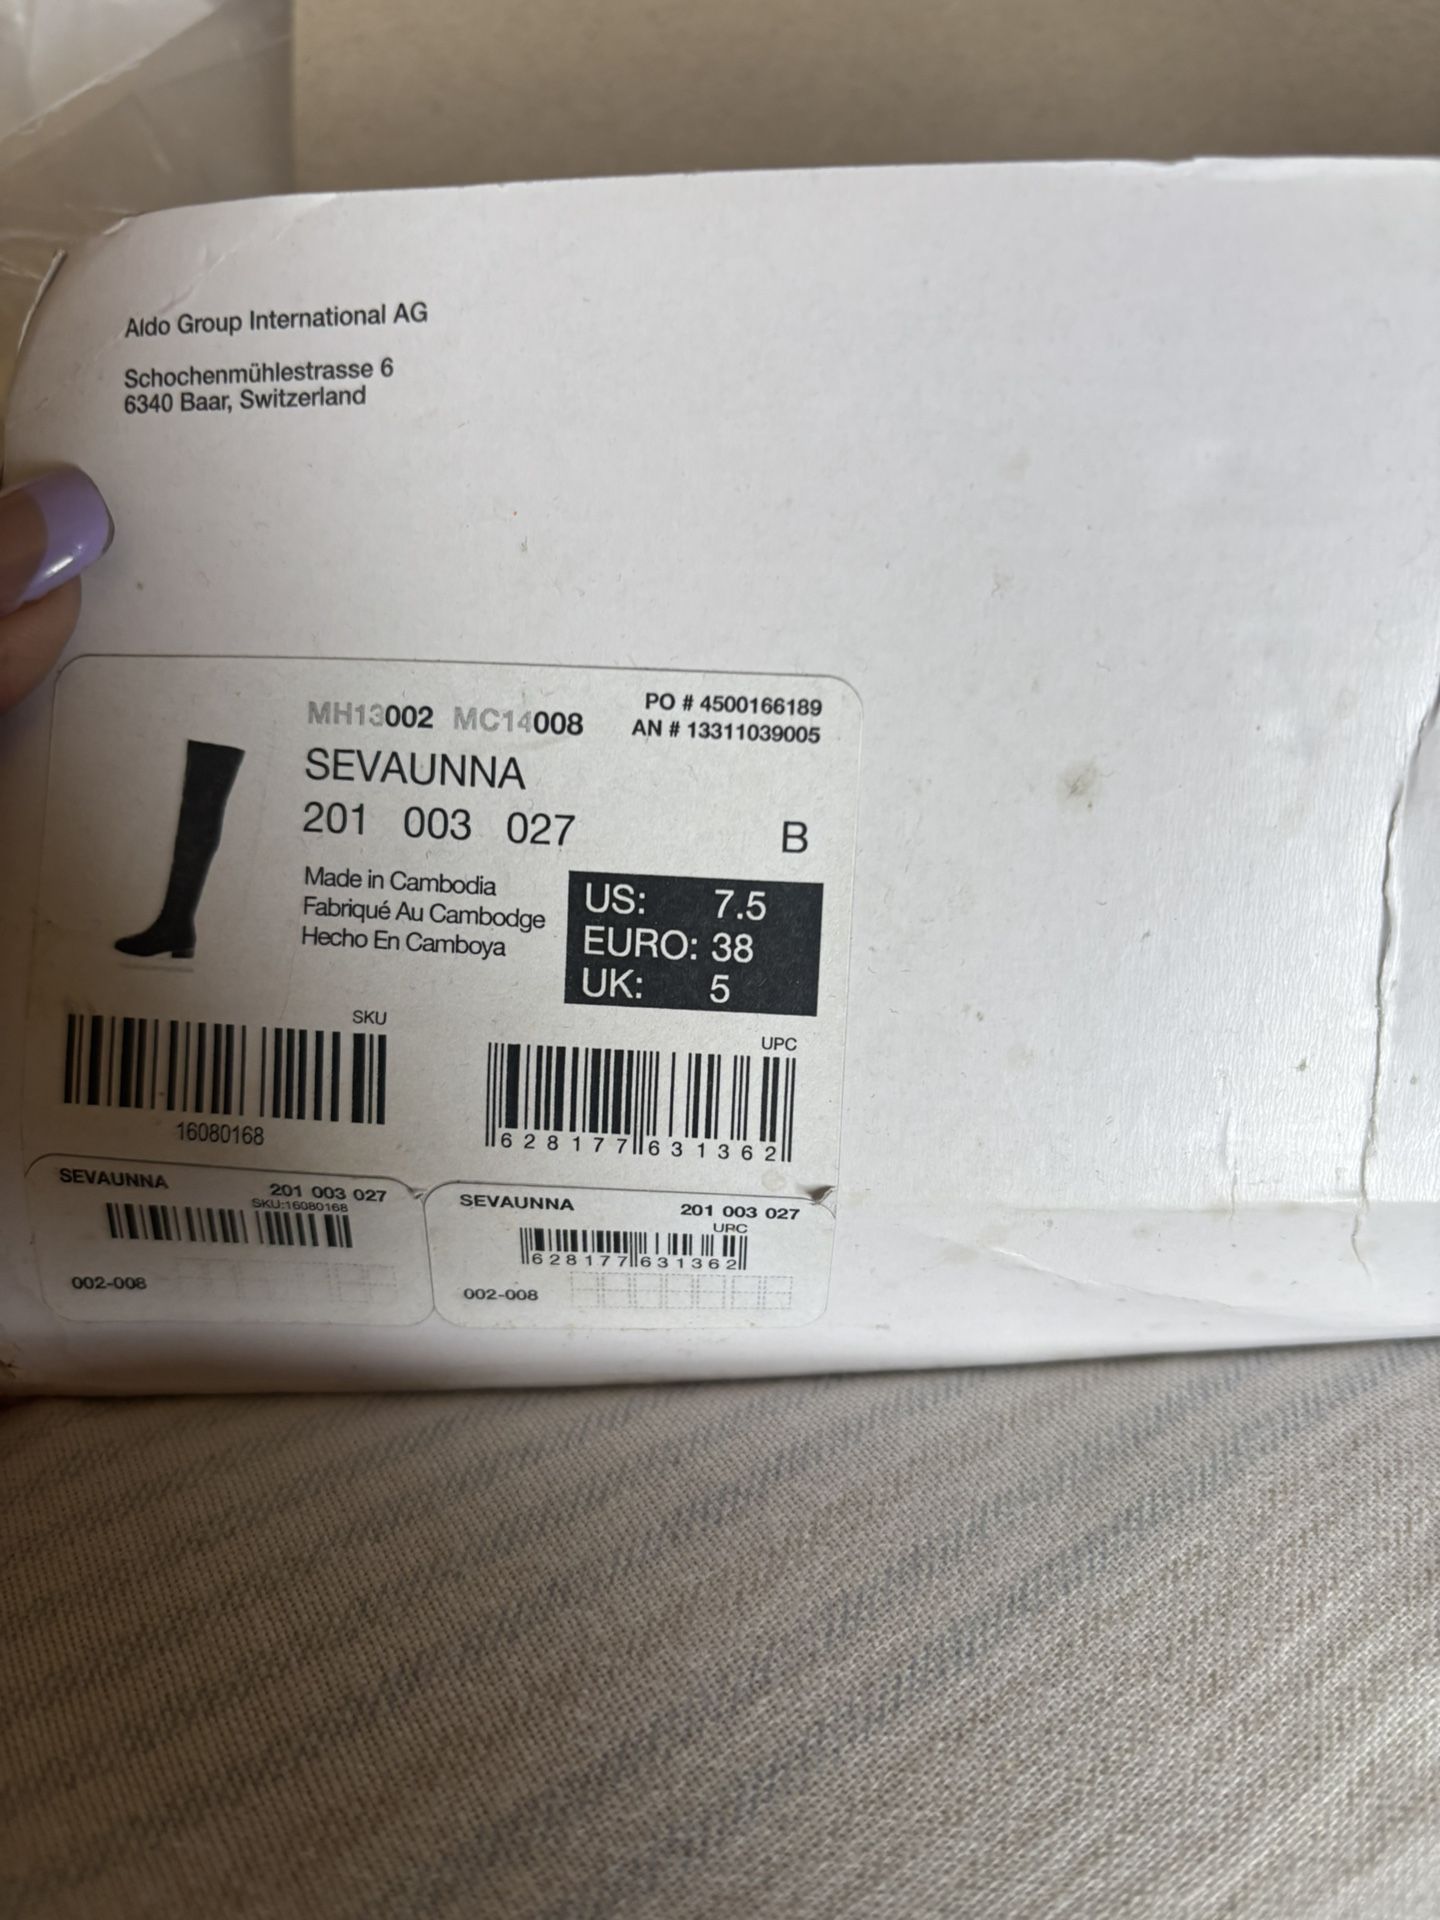 Aldo Group International AG
Schochenmühlestrasse 6
6340 Baar, Switzerland
MH13002 MC14008
PO # 4500166189
AN # 13311039005
SEVAUNNA
201 003 027
B
Made in Cambodia
Fabriqué Au Cambodge
Hecho En Camboya
US: 7.5
EURO: 38
UK: 5
SKU
16080168
UPC
628177631362
SEVAUNNA
201 003 027
SKU:16080168
002-008
SEVAUNNA
201 003 027
UPC
628177631362
002-008